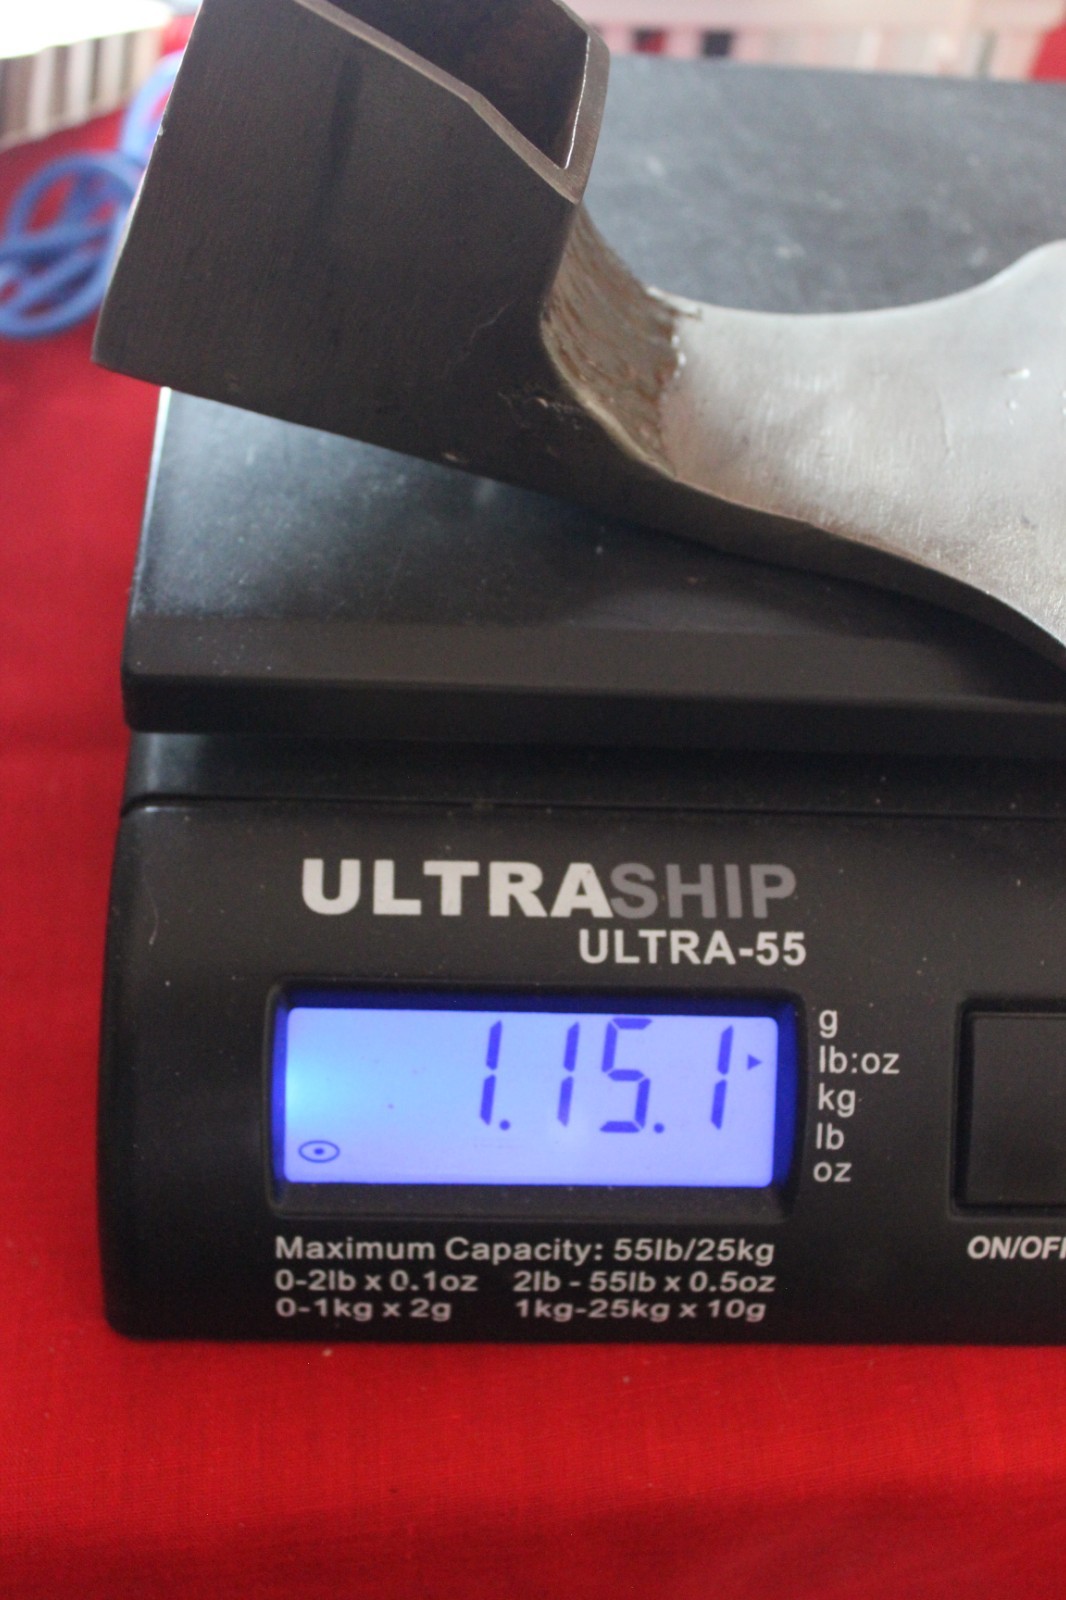 ULTRASHIP
ULTRA-55
1.15.1
g
lb:oz
kg
lb
oz
ON/OFF
Maximum Capacity: 55lb/25kg
0-2lb x 0.1oz 2lb - 55lb x 0.5oz
0-1kg x 2g 1kg-25kg x 10g